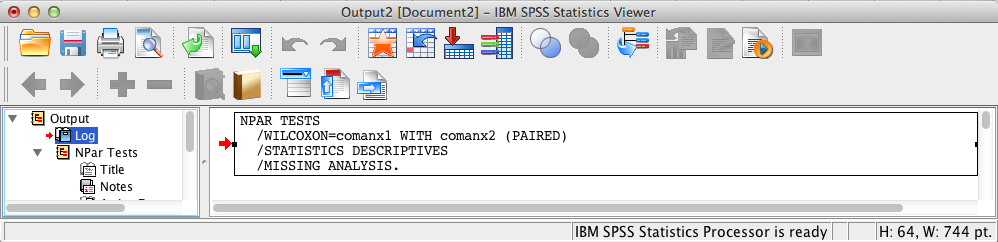 Output2 [Document2] – IBM SPSS Statistics Viewer
Output
Log
NPar Tests
Title
Notes
NPAR TESTS
/WILCOXON=comanx1 WITH comanx2 (PAIRED)
/STATISTICS DESCRIPTIVES
/MISSING ANALYSIS.
IBM SPSS Statistics Processor is ready
H: 64, W: 744 pt.